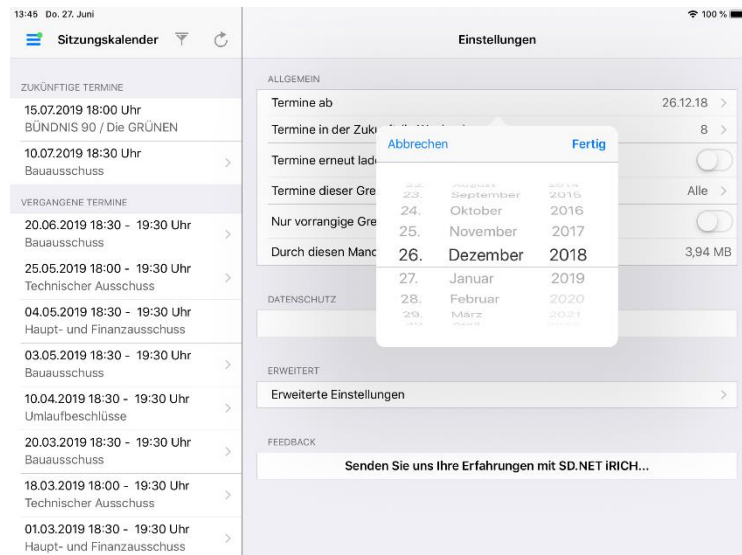 13:45 Do. 27. Juni
100 %
Sitzungskalender
Einstellungen
ZUKÜNFTIGE TERMINE
15.07.2019 18:00 Uhr
BÜNDNIS 90 / Die GRÜNEN
10.07.2019 18:30 Uhr
Bauausschuss
VERGANGENE TERMINE
20.06.2019 18:30 - 19:30 Uhr
Bauausschuss
25.05.2019 18:00 - 19:30 Uhr
Technischer Ausschuss
04.05.2019 18:30 - 19:30 Uhr
Haupt- und Finanzausschuss
03.05.2019 18:30 - 19:30 Uhr
Bauausschuss
10.04.2019 18:30 - 19:30 Uhr
Umlaufbeschlüsse
20.03.2019 18:30 - 19:30 Uhr
Bauausschuss
18.03.2019 18:00 - 19:30 Uhr
Technischer Ausschuss
01.03.2019 18:30 - 19:30 Uhr
Haupt- und Finanzausschuss
ALLGEMEIN
Termine ab 26.12.18
Termine in der 8
Termine erneut
Termine dieser Alle
Nur vorrangige
Durch diesen 3,94 MB
Abbrechen Fertig
23. September 2015
24. Oktober 2016
25. November 2017
26. Dezember 2018
27. Januar 2019
28. Februar 2020
29. März 2021
DATENSCHUTZ
ERWEITERT
Erweiterte Einstellungen
FEEDBACK
Senden Sie uns Ihre Erfahrungen mit SD.NET iRICH...